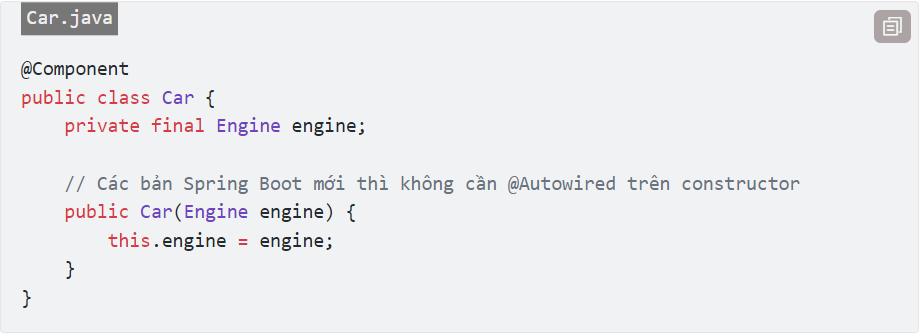 Car.java
@Component
public class Car {
    private final Engine engine;
    // Các bản Spring Boot mới thì không cần @Autowired trên constructor
    public Car(Engine engine) {
        this.engine = engine;
    }
}